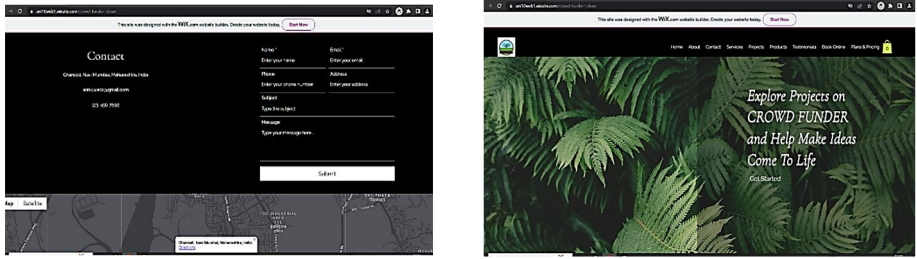 This site was designed with the WiX.com website builder. Create your website today. Start Now
Contact
Gharodi, Navi Mumbai, Maharashtra, India
123-456-7890
Name * Email *
Enter your name Enter your email
Phone Address
Enter your phone number Enter your address
Subject
Type the subject
Message
Type your message here...
Submit
Map Satellite
Gharodi, Navi Mumbai, Maharashtra, India
Directions
This site was designed with the WiX.com website builder. Create your website today. Start Now
Home About Contact Services Projects Products Testimonials Book Online Plans & Pricing 0
Explore Projects on
CROWD FUNDER
and Help Make Ideas
Come To Life
Get Started